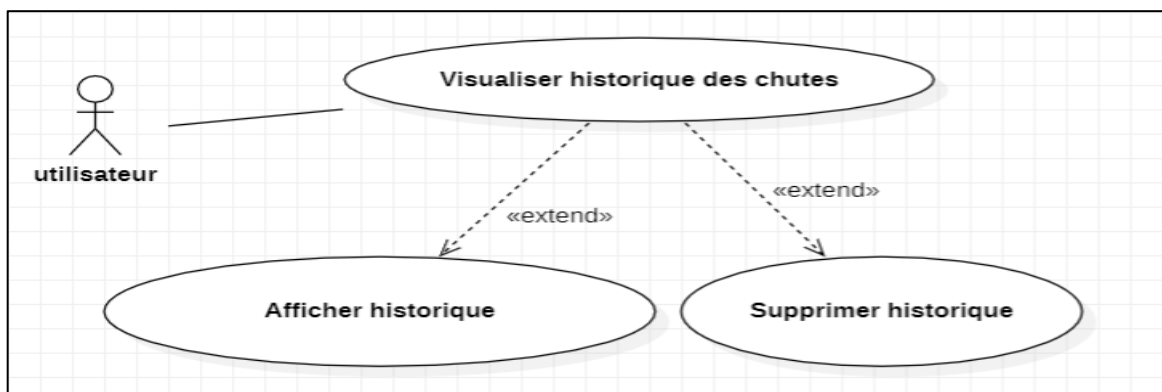 Visualiser historique des chutes
utilisateur
«extend»
«extend»
Afficher historique
Supprimer historique